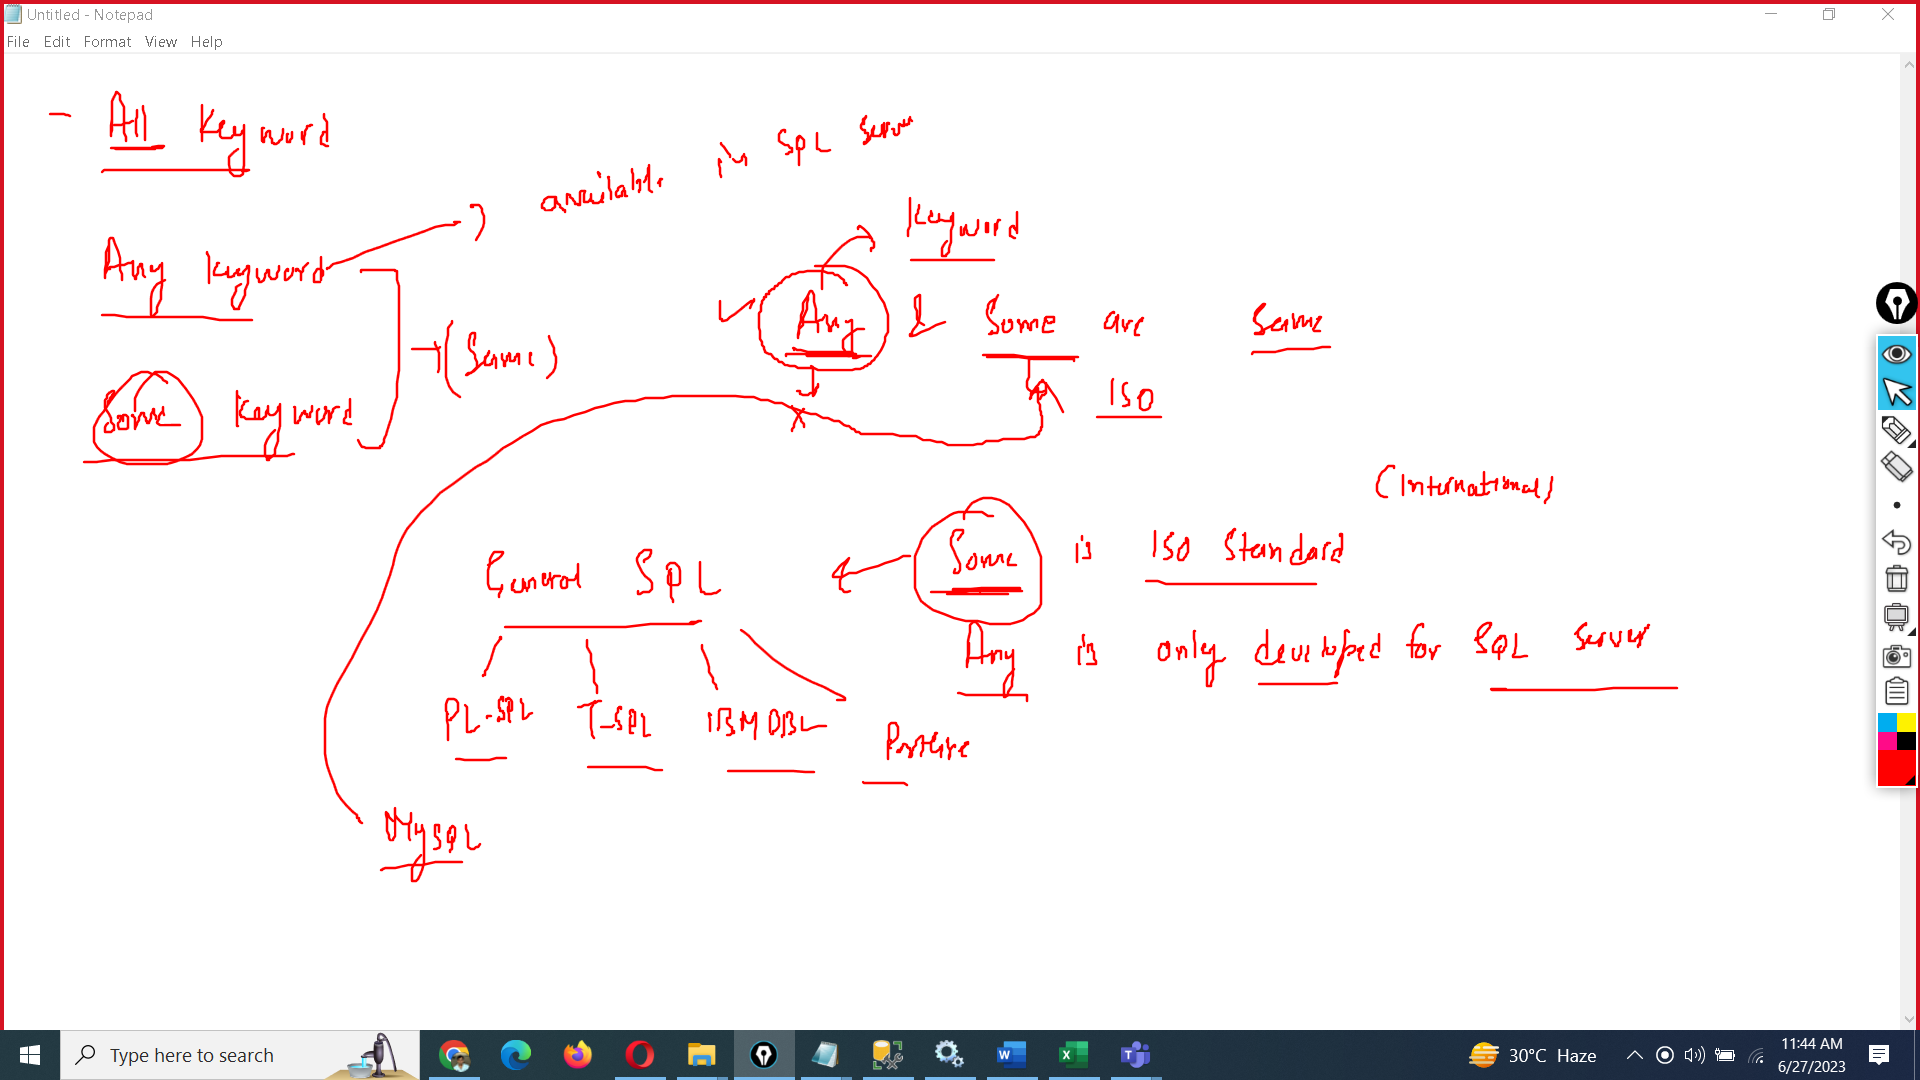 Untitled - Notepad
File Edit Format View Help
- All Keyword
available in SQL Server
Any Keyword
Keyword
Any & Some are Same
(Same)
ISO
Some Keyword
(International)
Some is ISO Standard
General SQL
Any is only developed for SQL Server
PL-SQL T-SQL IBM DB2
MySQL
Type here to search
30°C Haze
11:44 AM
6/27/2023